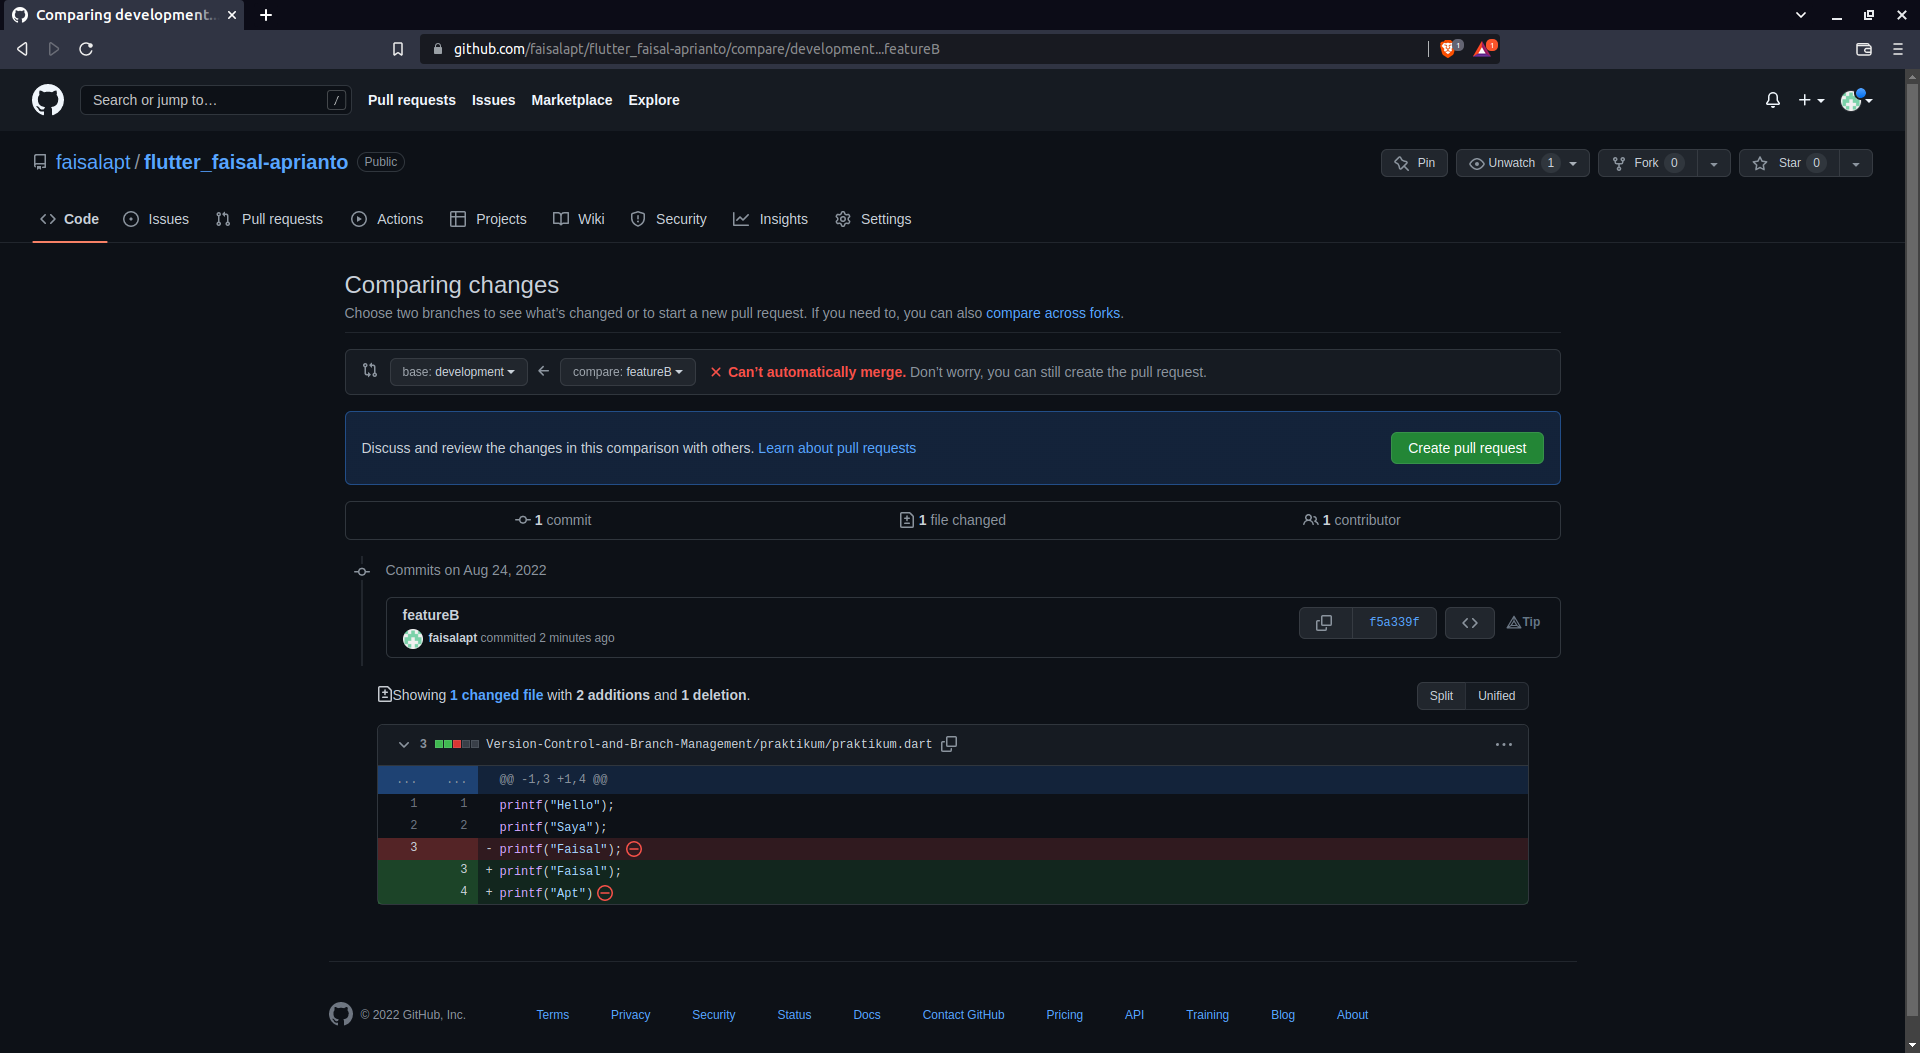 Comparing development...
github.com/faisalapt/flutter_faisal-aprianto/compare/development...featureB
1
1
Search or jump to…
/
Pull requests Issues Marketplace Explore
faisalapt / flutter_faisal-aprianto Public
Pin
Unwatch 1
Fork 0
Star 0
Code Issues Pull requests Actions Projects Wiki Security Insights Settings
Comparing changes
Choose two branches to see what’s changed or to start a new pull request. If you need to, you can also compare across forks.
base: development compare: featureB Can’t automatically merge. Don’t worry, you can still create the pull request.
Discuss and review the changes in this comparison with others. Learn about pull requests
Create pull request
1 commit 1 file changed 1 contributor
Commits on Aug 24, 2022
featureB
faisalapt committed 2 minutes ago
f5a339f
Tip
Showing 1 changed file with 2 additions and 1 deletion.
Split Unified
3 Version-Control-and-Branch-Management/praktikum/praktikum.dart
... ... @@ -1,3 +1,4 @@
1 1 printf("Hello");
2 2 printf("Saya");
3 - printf("Faisal");
3 + printf("Faisal");
4 + printf("Apt")
© 2022 GitHub, Inc. Terms Privacy Security Status Docs Contact GitHub Pricing API Training Blog About